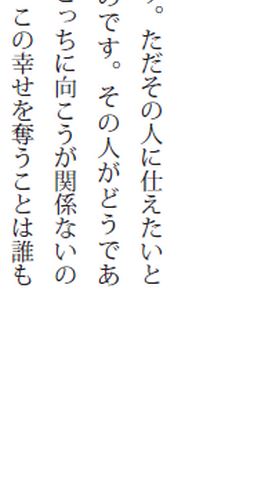 。ただその人に仕えたいと
のです。その人がどうであ
っちに向こうが関係ないの
この幸せを奪うことは誰も